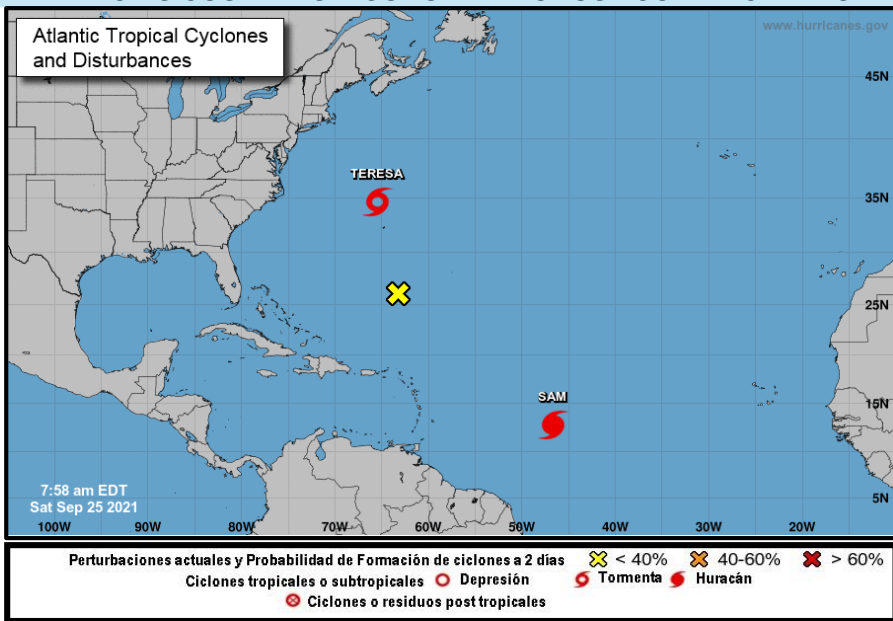 www.hurricanes.gov
Atlantic Tropical Cyclones
and Disturbances
45N
TERESA
35N
25N
SAM
15N
7:58 am EDT
Sat Sep 25 2021
5N
100W 90W 80W 70W 60W 50W 40W 30W 20W
Perturbaciones actuales y Probabilidad de Formación de ciclones a 2 días < 40% 40-60% > 60%
Ciclones tropicales o subtropicales Depresión Tormenta Huracán
Ciclones o residuos post tropicales